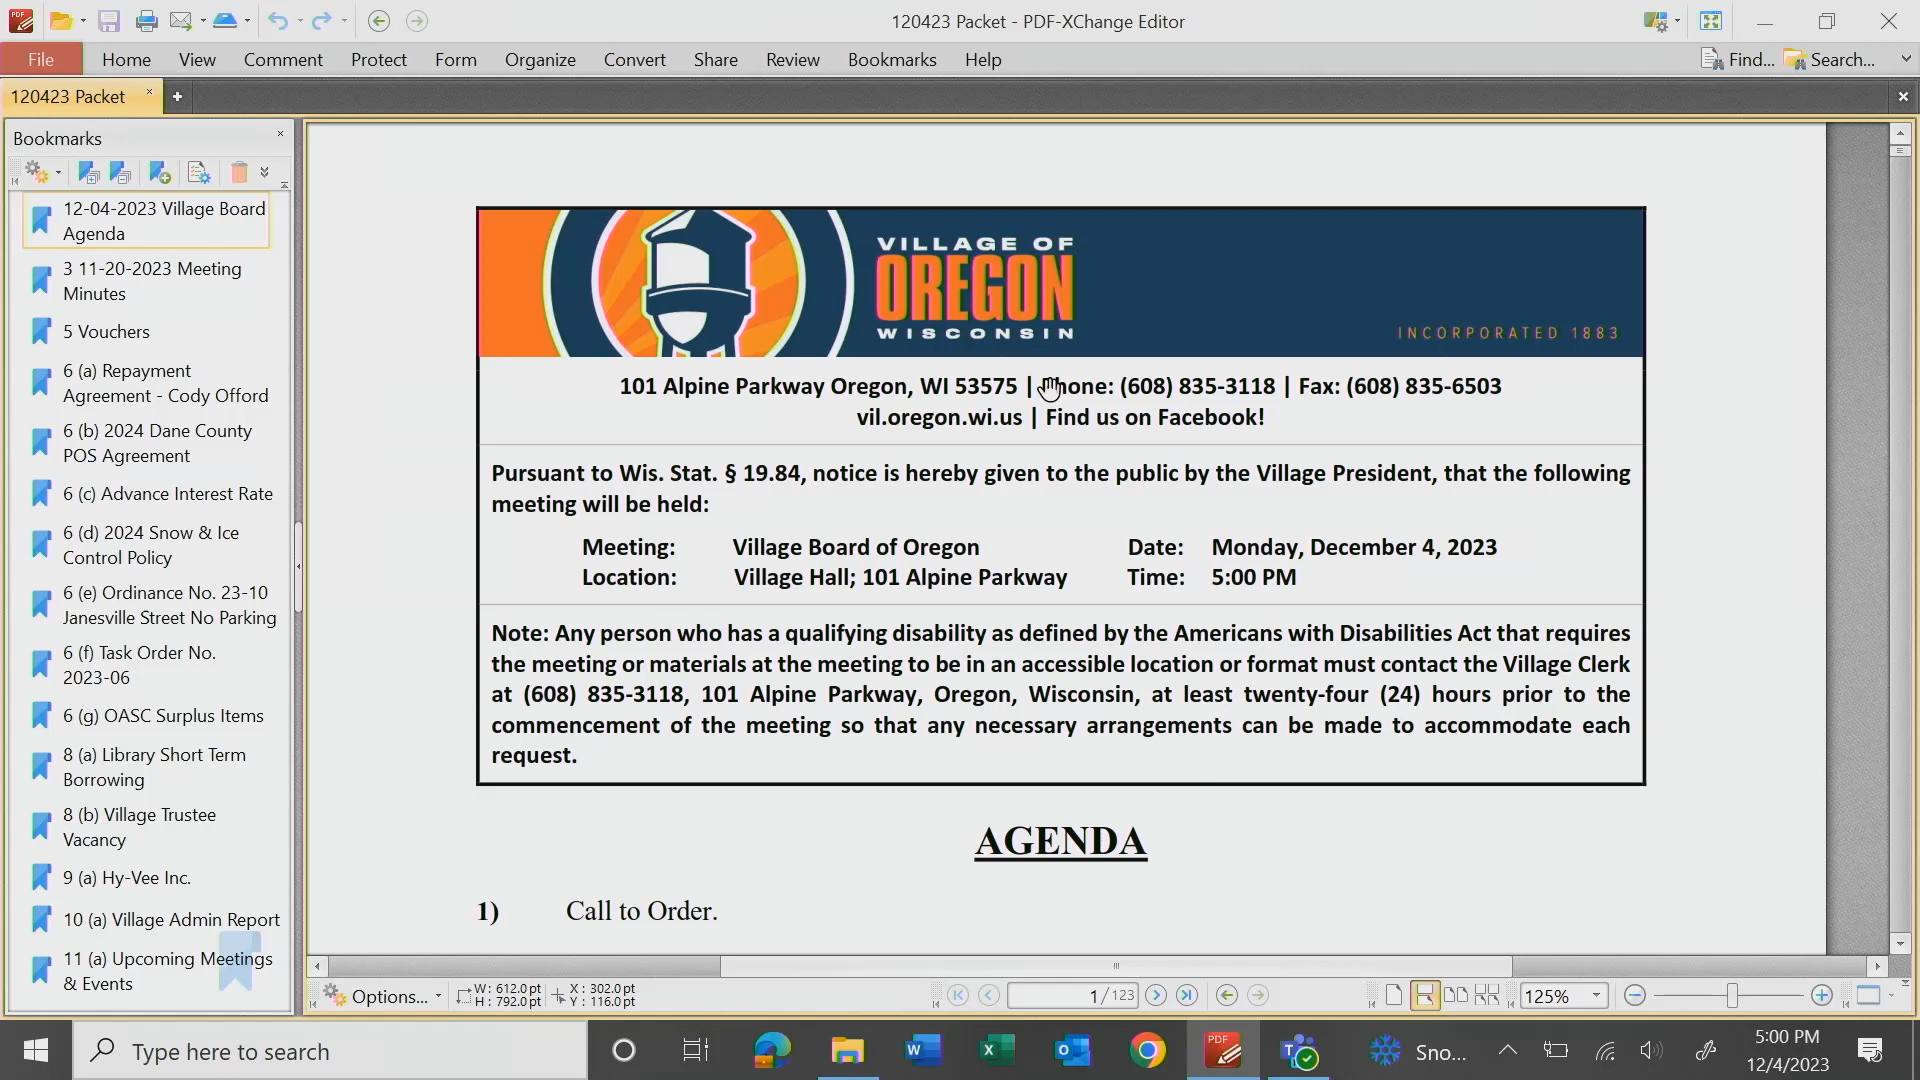 120423 Packet - PDF-XChange Editor
File Home View Comment Protect Form Organize Convert Share Review Bookmarks Help Find... Search...
120423 Packet
Bookmarks
12-04-2023 Village Board
Agenda
3 11-20-2023 Meeting
Minutes
5 Vouchers
6 (a) Repayment
Agreement - Cody Offord
6 (b) 2024 Dane County
POS Agreement
6 (c) Advance Interest Rate
6 (d) 2024 Snow & Ice
Control Policy
6 (e) Ordinance No. 23-10
Janesville Street No Parking
6 (f) Task Order No.
2023-06
6 (g) OASC Surplus Items
8 (a) Library Short Term
Borrowing
8 (b) Village Trustee
Vacancy
9 (a) Hy-Vee Inc.
10 (a) Village Admin Report
11 (a) Upcoming Meetings
& Events
VILLAGE OF
OREGON
WISCONSIN
INCORPORATED 1883
101 Alpine Parkway Oregon, WI 53575 | Phone: (608) 835-3118 | Fax: (608) 835-6503
vil.oregon.wi.us | Find us on Facebook!
Pursuant to Wis. Stat. § 19.84, notice is hereby given to the public by the Village President, that the following
meeting will be held:
Meeting: Village Board of Oregon Date: Monday, December 4, 2023
Location: Village Hall; 101 Alpine Parkway Time: 5:00 PM
Note: Any person who has a qualifying disability as defined by the Americans with Disabilities Act that requires
the meeting or materials at the meeting to be in an accessible location or format must contact the Village Clerk
at (608) 835-3118, 101 Alpine Parkway, Oregon, Wisconsin, at least twenty-four (24) hours prior to the
commencement of the meeting so that any necessary arrangements can be made to accommodate each
request.
AGENDA
1) Call to Order.
Options... W: 612.0pt X: 302.0pt
H: 792.0pt Y: 116.0pt
1/123
125%
Type here to search
Sno...
5:00 PM
12/4/2023